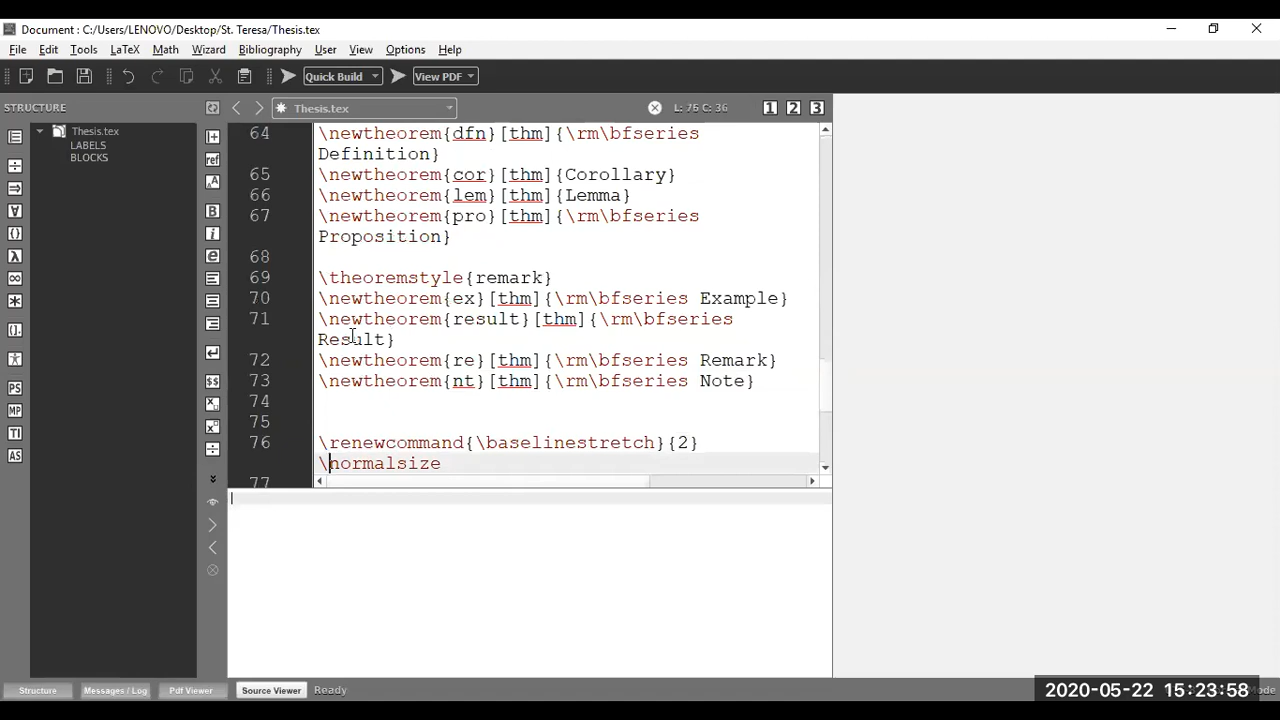 Document : C:/Users/LENOVO/Desktop/St. Teresa/Thesis.tex
File Edit Tools LaTeX Math Wizard Bibliography User View Options Help
Quick Build View PDF
STRUCTURE Thesis.tex L: 75 C: 36 1 2 3
Thesis.tex
LABELS
BLOCKS
64 \newtheorem{dfn}[thm]{\rm\bfseries
Definition}
65 \newtheorem{cor}[thm]{Corollary}
66 \newtheorem{lem}[thm]{Lemma}
67 \newtheorem{pro}[thm]{\rm\bfseries
Proposition}
68
69 \theoremstyle{remark}
70 \newtheorem{ex}[thm]{\rm\bfseries Example}
71 \newtheorem{result}[thm]{\rm\bfseries
Result}
72 \newtheorem{re}[thm]{\rm\bfseries Remark}
73 \newtheorem{nt}[thm]{\rm\bfseries Note}
74
75
76 \renewcommand{\baselinestretch}{2}
\normalsize
77
Structure Messages / Log Pdf Viewer Source Viewer Ready
2020-05-22 15:23:58 Mode